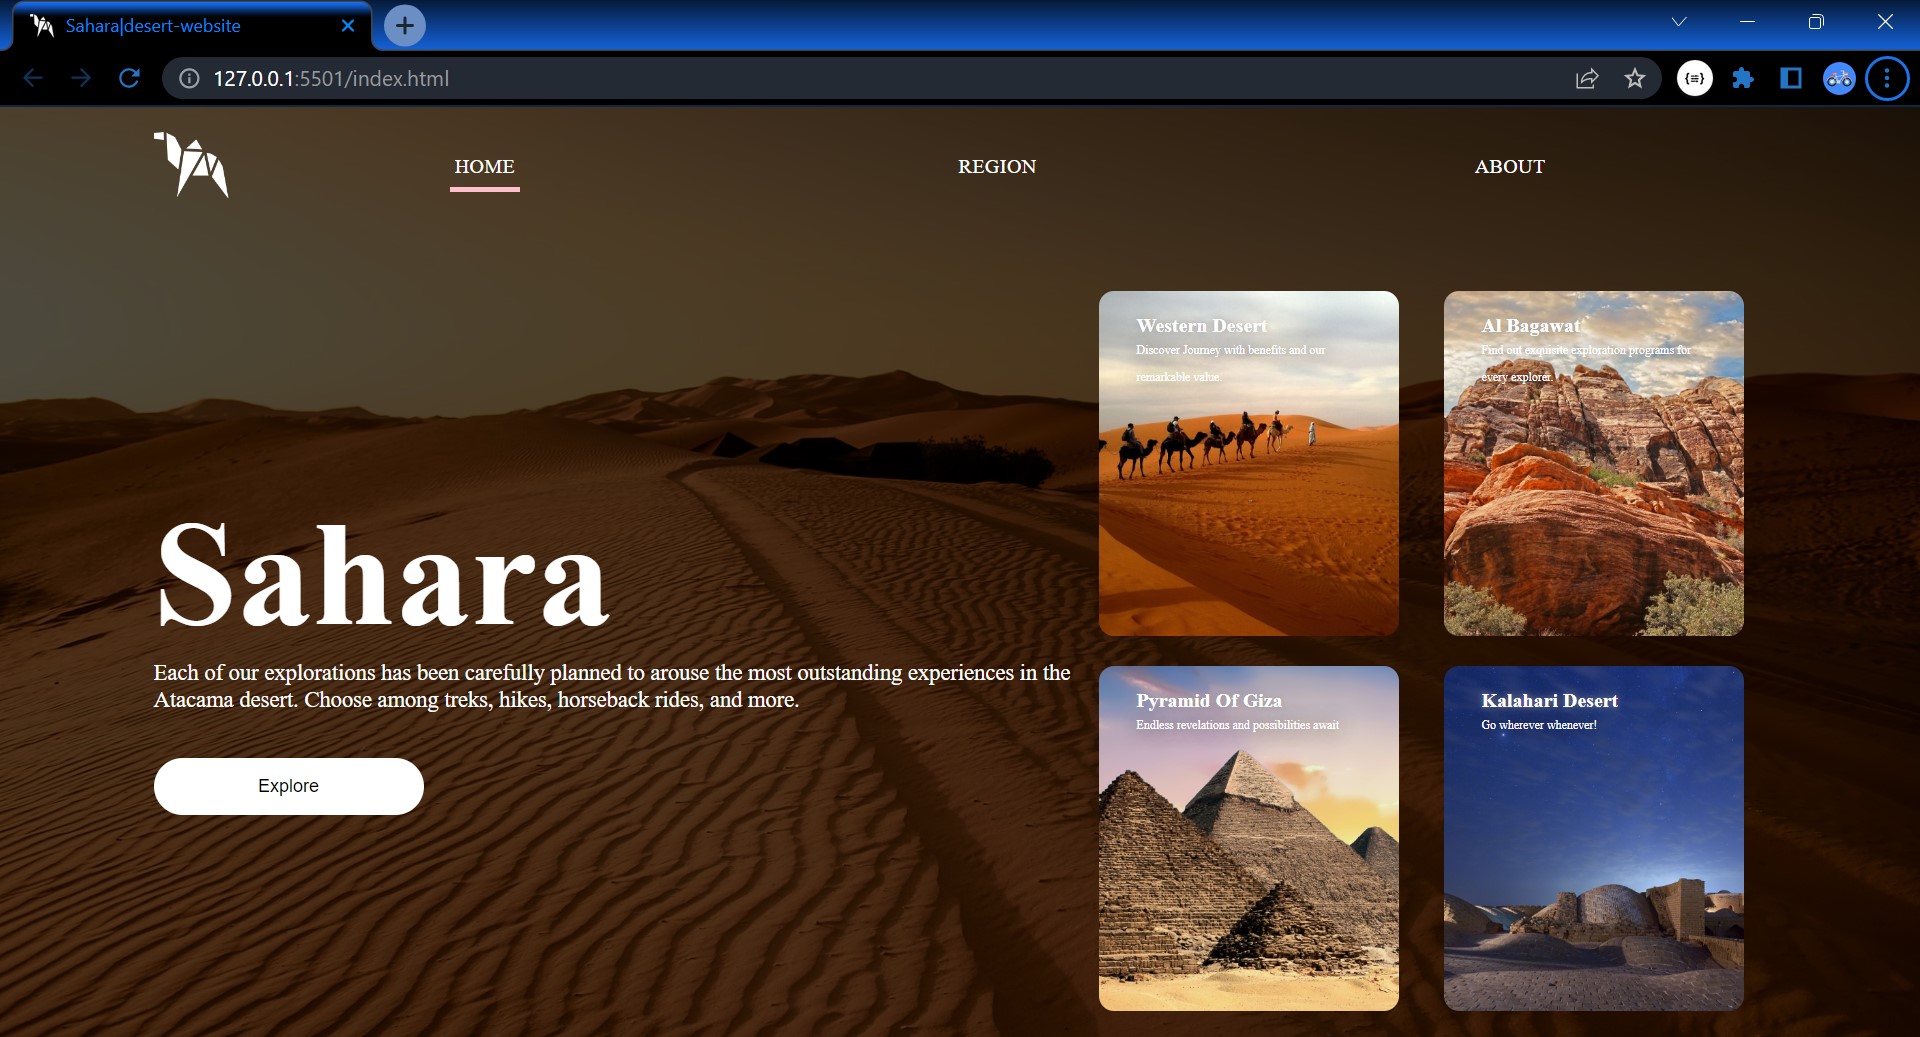 Sahara|desert-website
127.0.0.1:5501/index.html
HOME
REGION
ABOUT
Sahara
Each of our explorations has been carefully planned to arouse the most outstanding experiences in the
Atacama desert. Choose among treks, hikes, horseback rides, and more.
Explore
Western Desert
Discover Journey with benefits and our
remarkable value.
Al Bagawat
Find out exquisite exploration programs for
every explorer.
Pyramid Of Giza
Endless revelations and possibilities await
Kalahari Desert
Go wherever whenever!